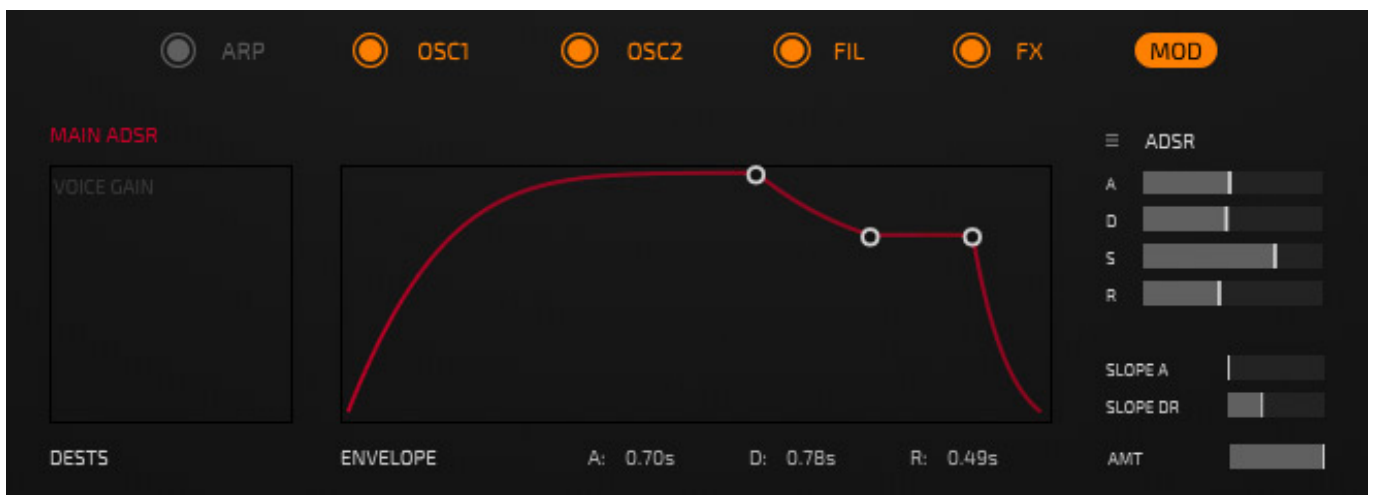 ARP OSC1 OSC2 FIL FX MOD
MAIN ADSR
VOICE GAIN
ADSR
A
D
S
R
SLOPE A
SLOPE DR
DESTS
ENVELOPE A: 0.70s D: 0.78s R: 0.49s
AMT